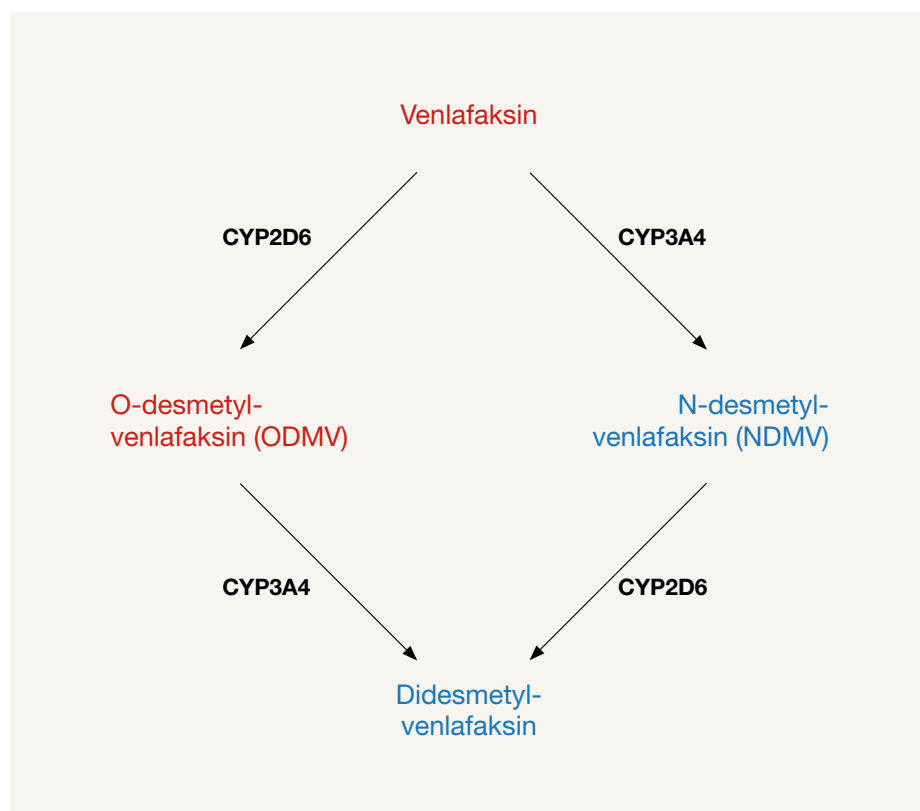 Venlafaksin
CYP2D6
CYP3A4
O-desmetyl-
venlafaksin (ODMV)
N-desmetyl-
venlafaksin (NDMV)
CYP3A4
CYP2D6
Didesmetyl-
venlafaksin